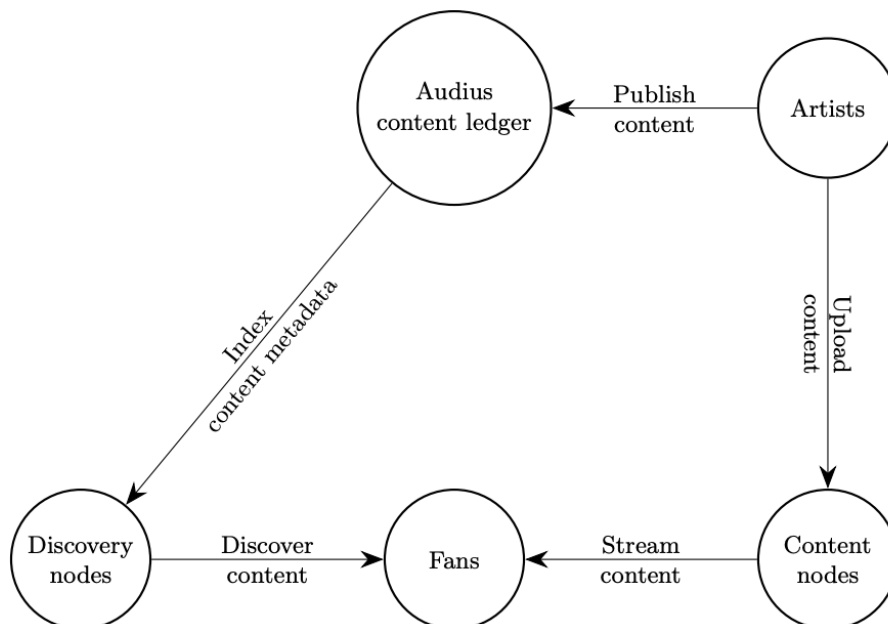 Audius
content ledger
Publish
content
Artists
Index
content metadata
Upload
content
Discovery
nodes
Discover
content
Fans
Stream
content
Content
nodes